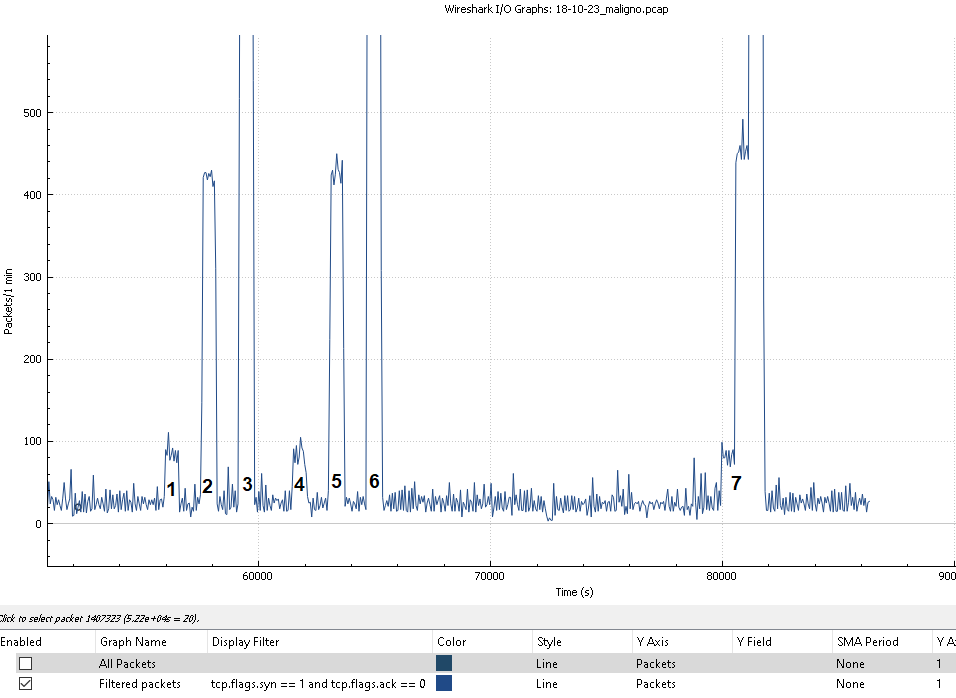 Wireshark I/O Graphs: 18-10-23_maligno.pcap
Packets/1 min
500
400
300
200
100
0
1
2
3
4
5
6
7
60000
70000
80000
900
Time (s)
Click to select packet 1407323 (5.22e+04s = 20).
Enabled Graph Name Display Filter Color Style Y Axis Y Field SMA Period Y A
All Packets Line Packets None 1
Filtered packets tcp.flags.syn == 1 and tcp.flags.ack == 0 Line Packets None 1